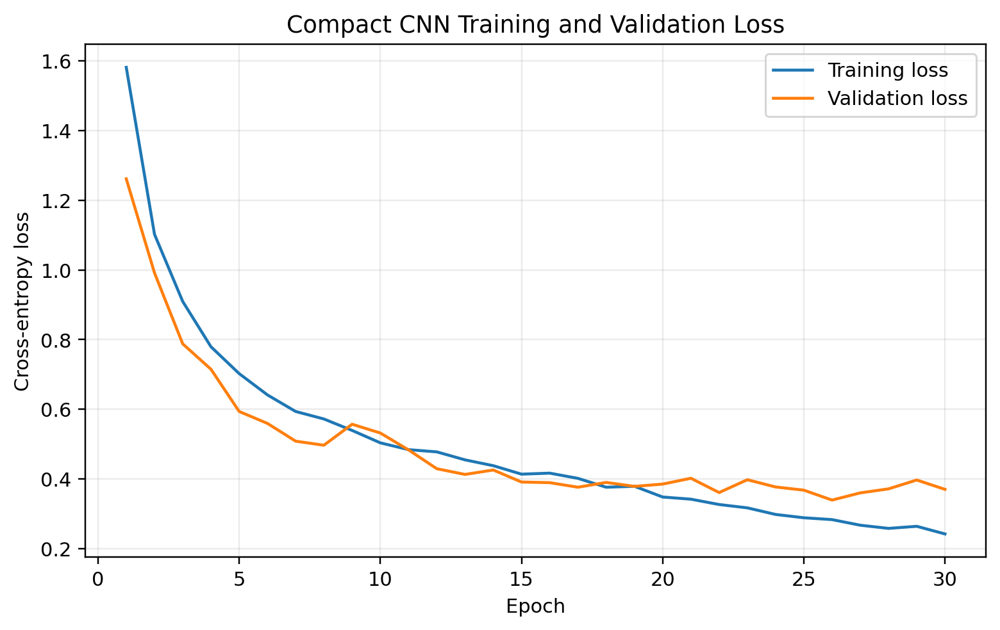 Compact CNN Training and Validation Loss
Training loss
Validation loss
Cross-entropy loss
1.6
1.4
1.2
1.0
0.8
0.6
0.4
0.2
0 5 10 15 20 25 30
Epoch